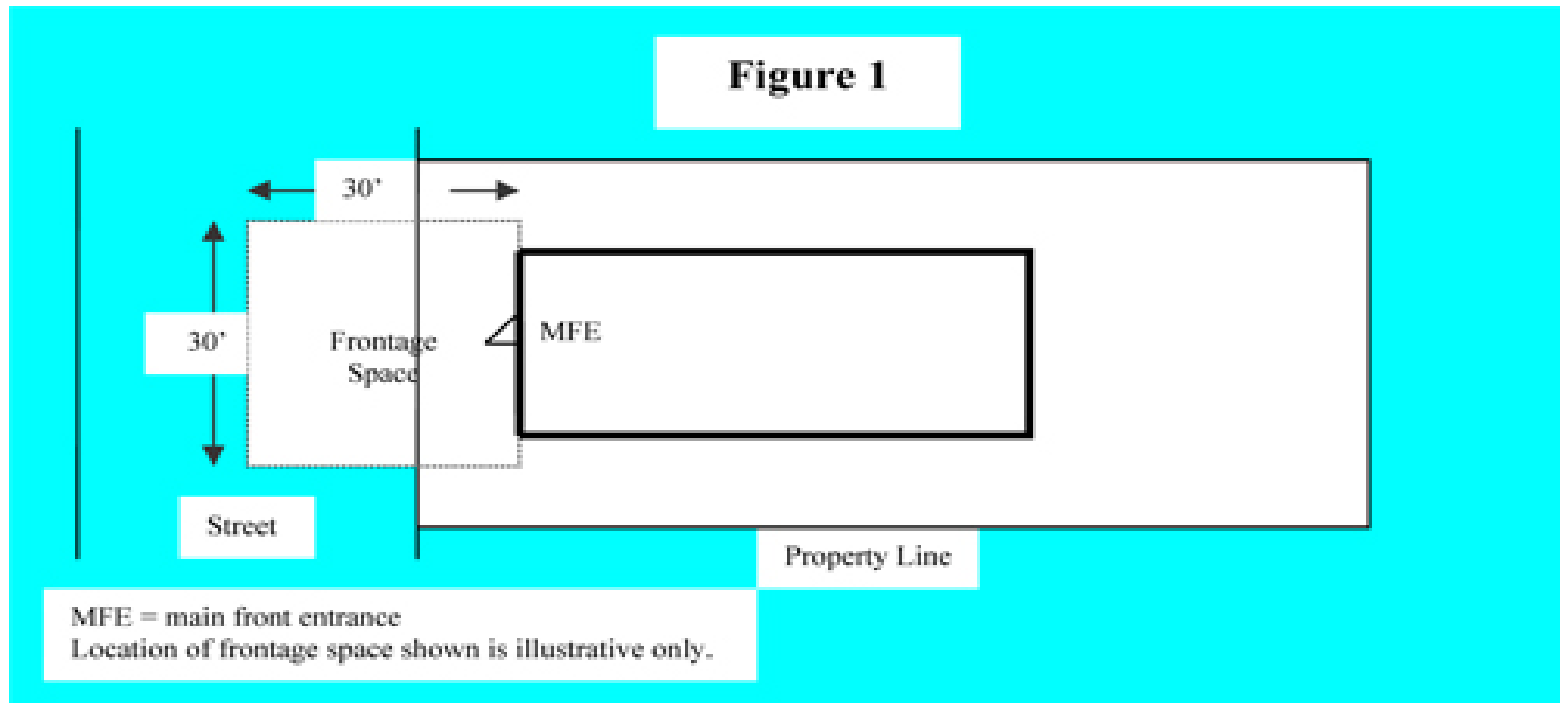 Figure 1
30'
30'
Frontage
Space
MFE
Street
Property Line
MFE = main front entrance
Location of frontage space shown is illustrative only.